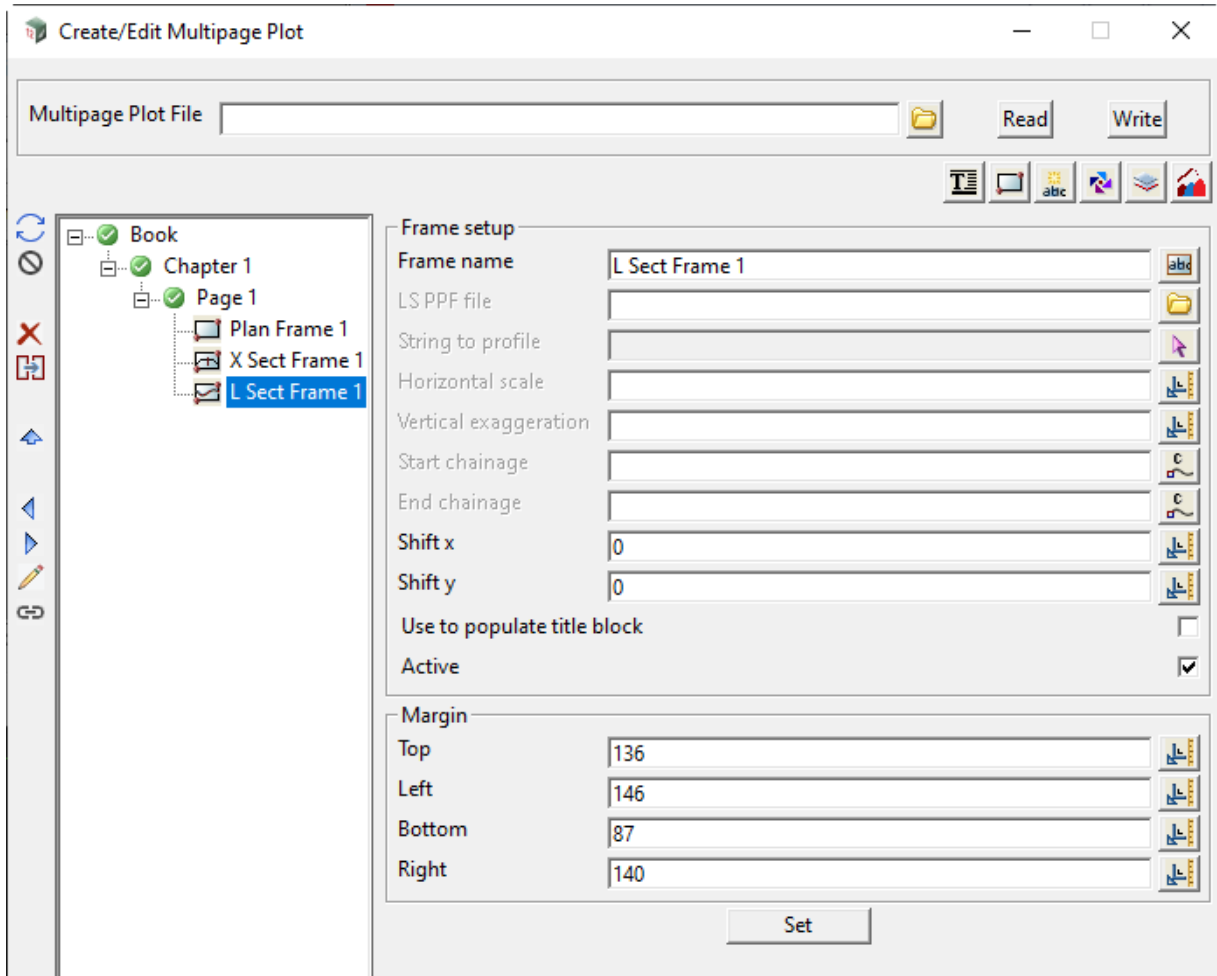 Create/Edit Multipage Plot
Multipage Plot File
Read
Write
abc
Book
Chapter 1
Page 1
Plan Frame 1
X Sect Frame 1
L Sect Frame 1
Frame setup
Frame name L Sect Frame 1
LS PPF file
String to profile
Horizontal scale
Vertical exaggeration
Start chainage
End chainage
Shift x 0
Shift y 0
Use to populate title block
Active
Margin
Top 136
Left 146
Bottom 87
Right 140
Set